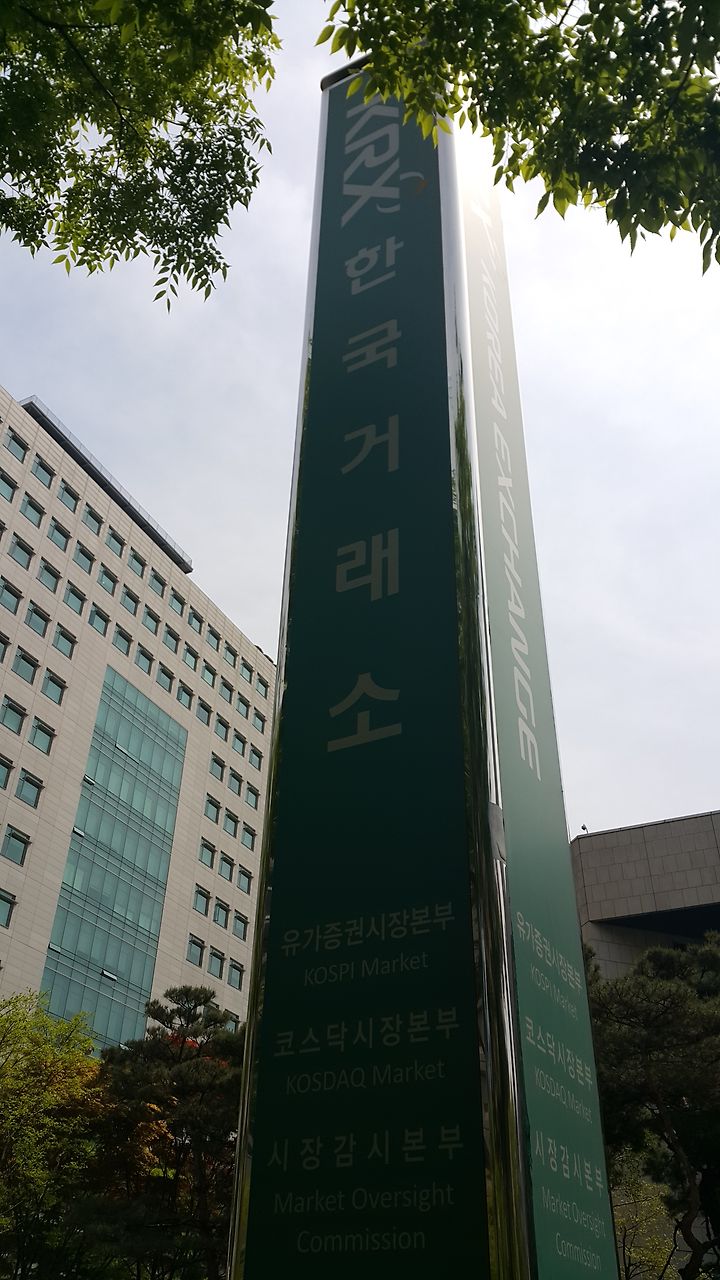 KRX
한국거래소
유가증권시장본부
KOSPI Market
코스닥시장본부
KOSDAQ Market
시장감시본부
Market Oversight
Commission
KOREA EXCHANGE
유가증권시장본부
KOSPI Market
코스닥시장본부
KOSDAQ Market
시장감시본부
Market Oversight
Commission